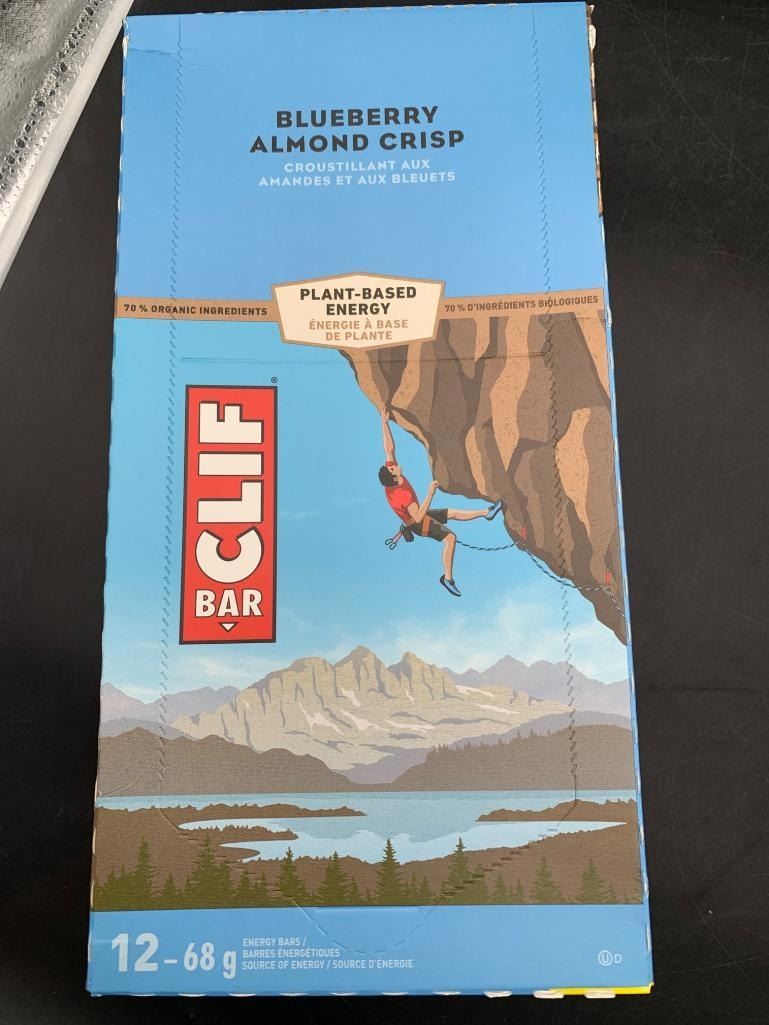 BLUEBERRY
ALMOND CRISP
CROUSTILLANT AUX
AMANDES ET AUX BLEUETS
70 % ORGANIC INGREDIENTS
PLANT-BASED
ENERGY
ÉNERGIE À BASE
DE PLANTE
70 % D'INGRÉDIENTS BIOLOGIQUES
CLIF
®
BAR
12 – 68 g
ENERGY BARS /
BARRES ÉNERGÉTIQUES
SOURCE OF ENERGY / SOURCE D'ÉNERGIE
Ⓤ D